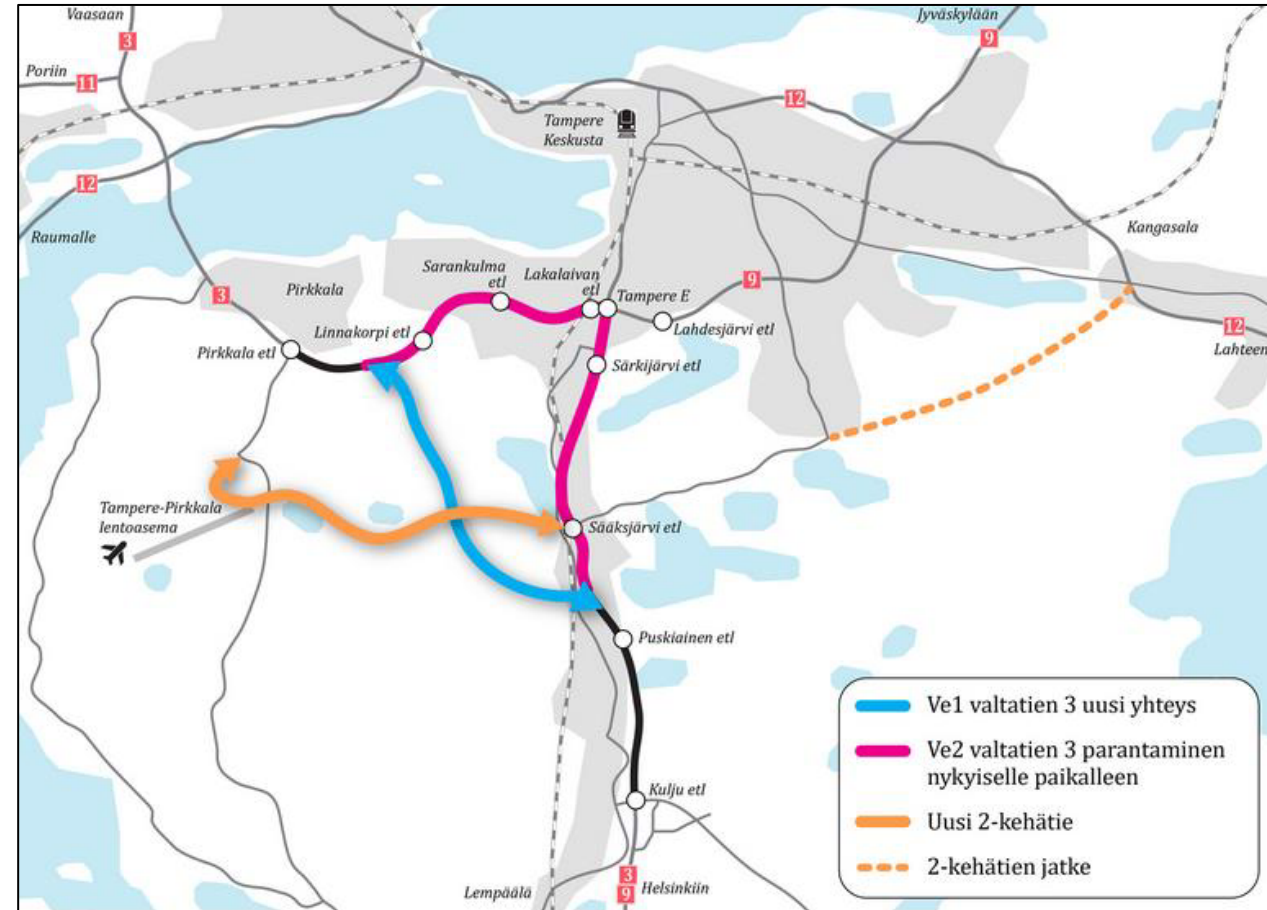 Vaasaan
3
Poriin
11
Jyväskylään
9
12
Tampere
Keskusta
12
Raumalle
Kangasala
3
Pirkkala
Sarankulma
etl
Lakalaivan
etl
Tampere E
9
Linnakorpi etl
Lahdesjärvi etl
12
Lahteen
Pirkkala etl
Särkijärvi etl
Tampere-Pirkkala
lentoasema
Sääksjärvi etl
Puskiainen etl
Kulju etl
3
9
Helsinkiin
Lempäälä
Ve1 valtatien 3 uusi yhteys
Ve2 valtatien 3 parantaminen
nykyiselle paikalleen
Uusi 2-kehätie
2-kehätien jatke